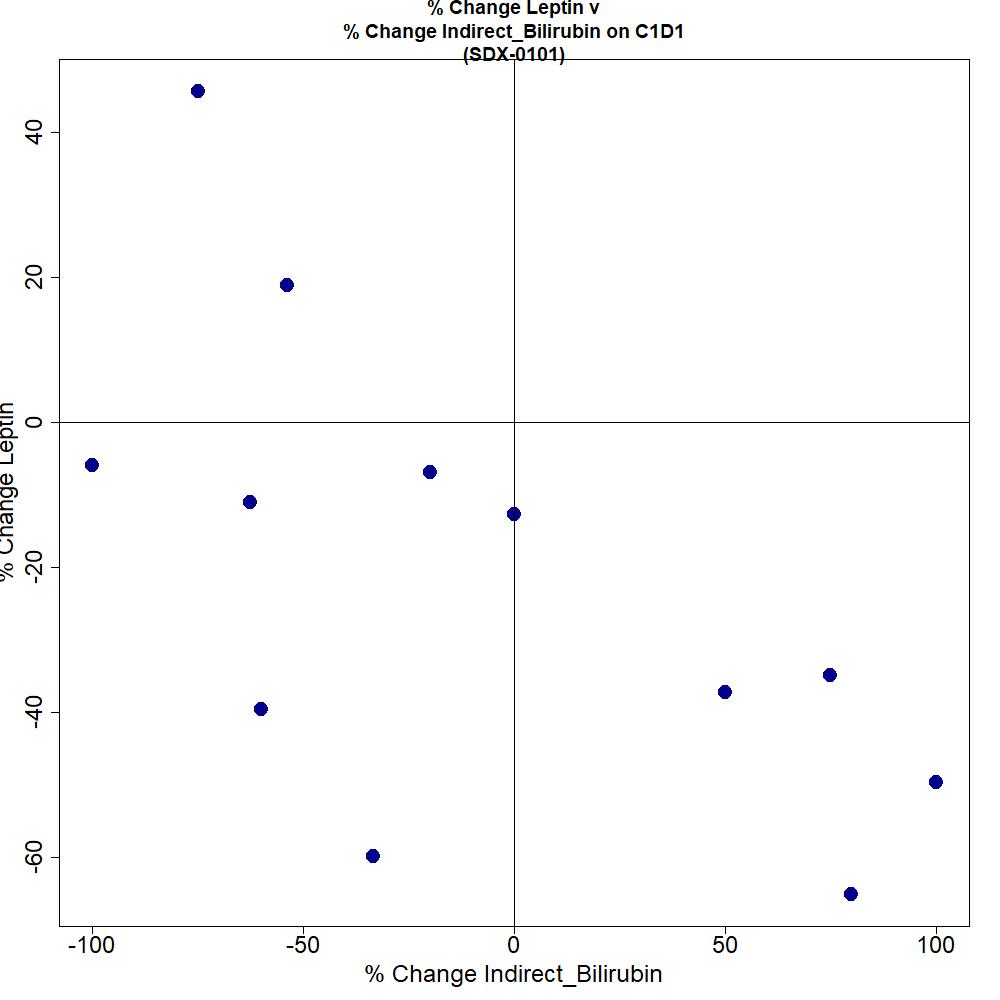 % Change Leptin v
% Change Indirect_Bilirubin on C1D1
(SDX-0101)
% Change Leptin
40
20
0
-20
-40
-60
-100
-50
0
50
100
% Change Indirect_Bilirubin